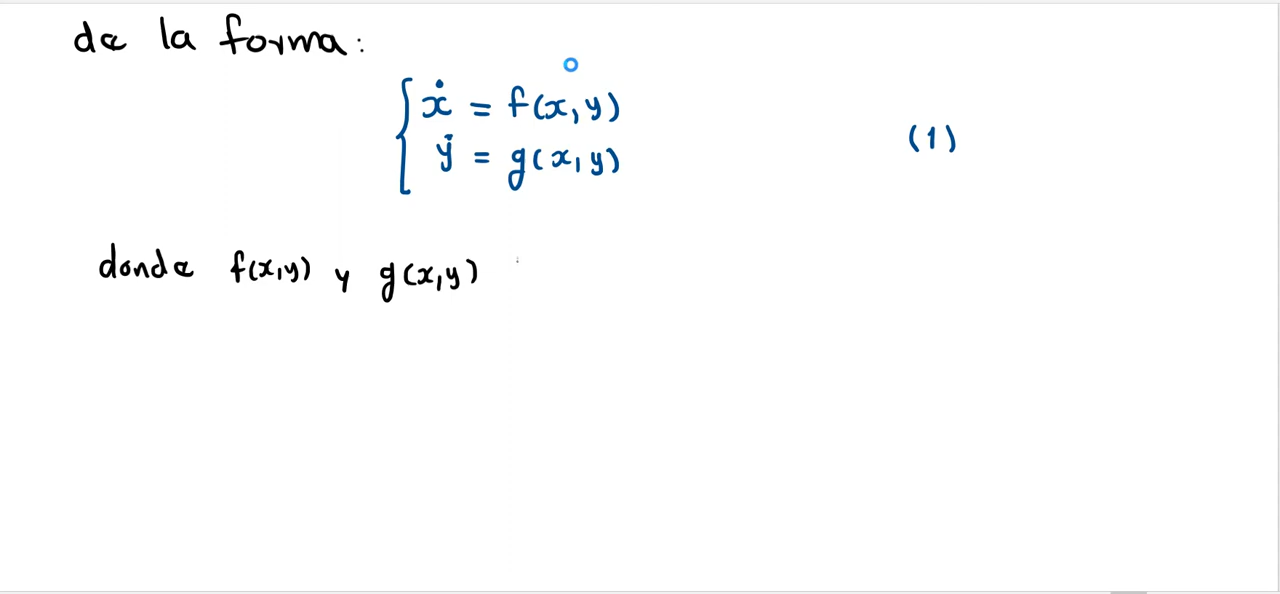 de la forma:
ẋ = f(x,y)
ẏ = g(x,y)
(1)
donde f(x,y) y g(x,y)